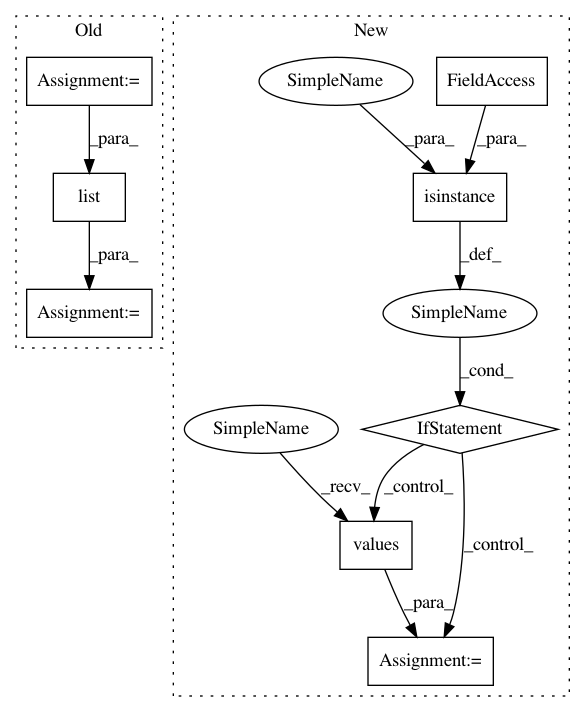 Old
New
Assignment:=
SimpleName
FieldAccess
_para_
_para_
_para_
list
isinstance
_para_
_def_
Assignment:=
SimpleName
_cond_
SimpleName
IfStatement
_recv_
_control_
values
_control_
_para_
Assignment:=